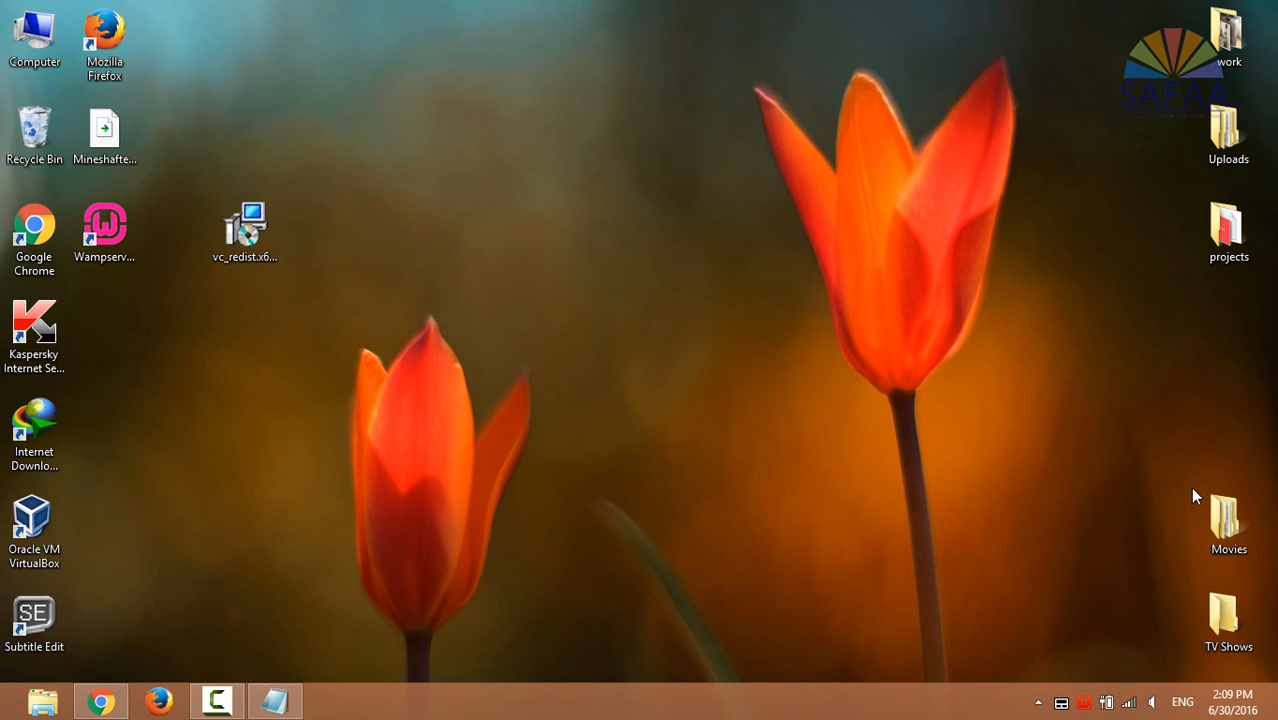 Computer
Mozilla
Firefox
Recycle Bin
Mineshafte...
Google
Chrome
Wampserv...
vc_redist.x6...
Kaspersky
Internet Se...
Internet
Downlo...
Oracle VM
VirtualBox
SE
Subtitle Edit
work
SAFAA
Uploads
projects
Movies
TV Shows
ENG
2:09 PM
6/30/2016